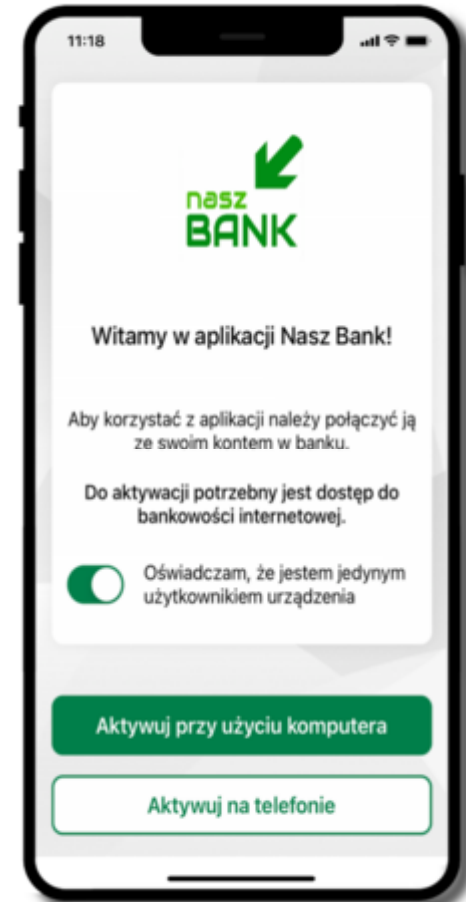 11:18
nasz
BANK
Witamy w aplikacji Nasz Bank!
Aby korzystać z aplikacji należy połączyć ją
ze swoim kontem w banku.
Do aktywacji potrzebny jest dostęp do
bankowości internetowej.
Oświadczam, że jestem jedynym
użytkownikiem urządzenia
Aktywuj przy użyciu komputera
Aktywuj na telefonie